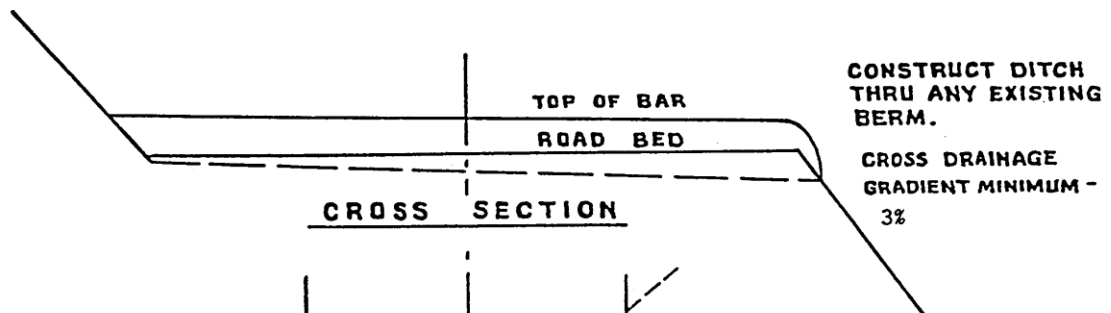 TOP OF BAR
ROAD BED
CROSS SECTION
CONSTRUCT DITCH
THRU ANY EXISTING
BERM.
CROSS DRAINAGE
GRADIENT MINIMUM -
3%